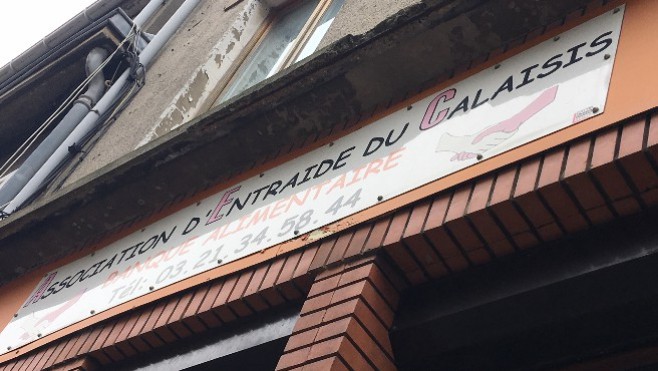 ASSOCIATION D'ENTRAIDE DU CALAISIS
BANQUE ALIMENTAIRE
Tél: 03.21.34.58.44